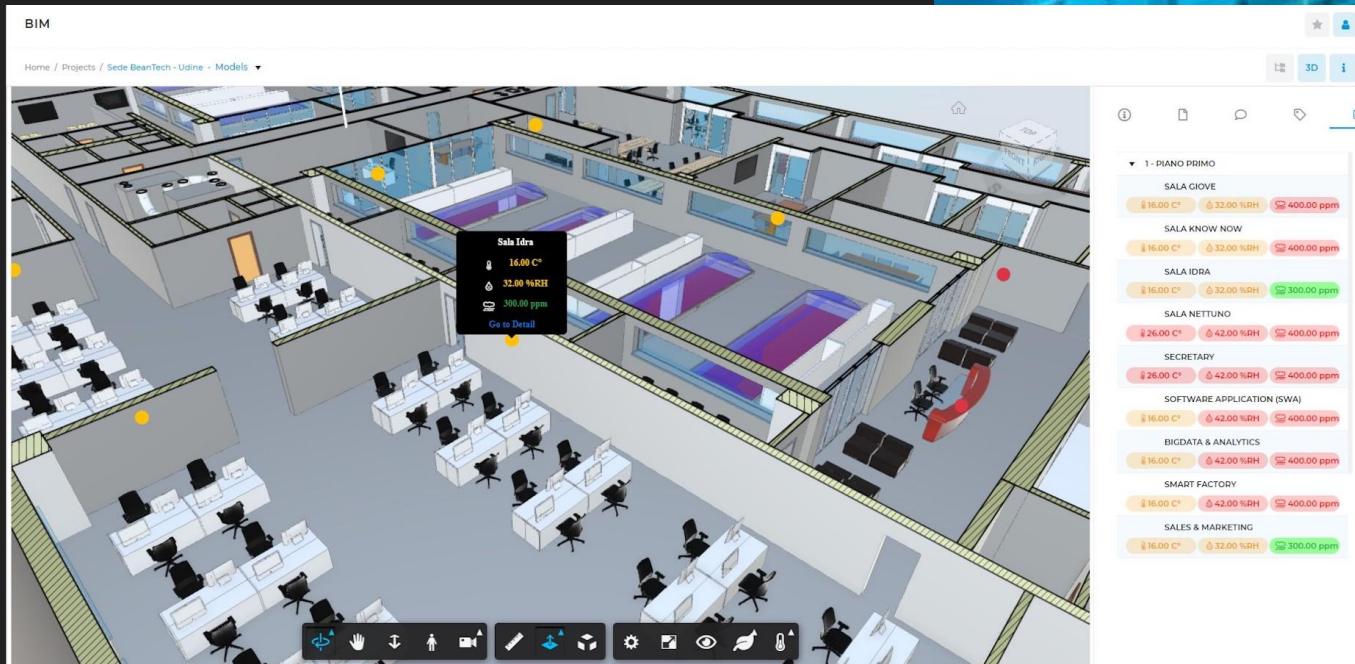 BIM
Home / Projects / Sede BeanTech - Udine - Models
3D
TOP
FRONT
Sala Idra
16.00 C°
32.00 %RH
300.00 ppm
Go to Detail
1 - PIANO PRIMO
SALA GIOVE
16.00 C° 32.00 %RH 400.00 ppm
SALA KNOW NOW
16.00 C° 32.00 %RH 400.00 ppm
SALA IDRA
16.00 C° 32.00 %RH 300.00 ppm
SALA NETTUNO
26.00 C° 42.00 %RH 400.00 ppm
SECRETARY
26.00 C° 42.00 %RH 400.00 ppm
SOFTWARE APPLICATION (SWA)
16.00 C° 42.00 %RH 400.00 ppm
BIGDATA & ANALYTICS
16.00 C° 42.00 %RH 400.00 ppm
SMART FACTORY
16.00 C° 42.00 %RH 400.00 ppm
SALES & MARKETING
16.00 C° 32.00 %RH 300.00 ppm